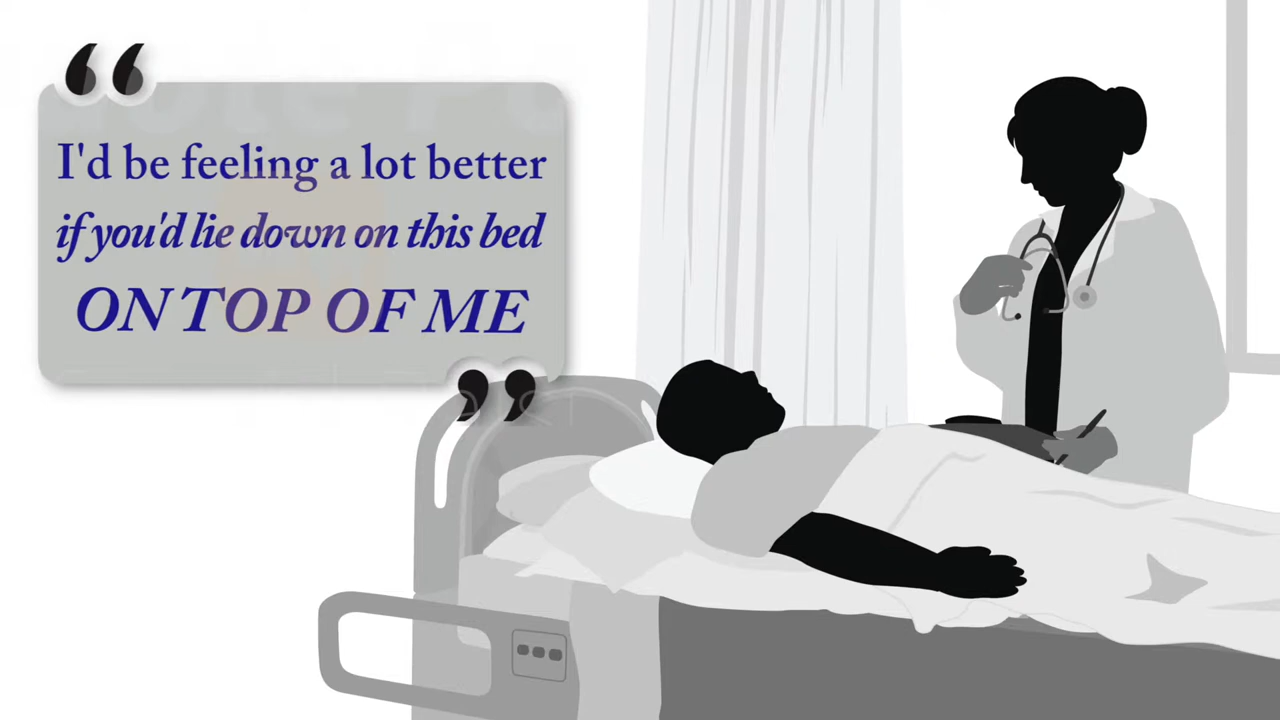 “
I'd be feeling a lot better
if you'd lie down on this bed
ON TOP OF ME
”